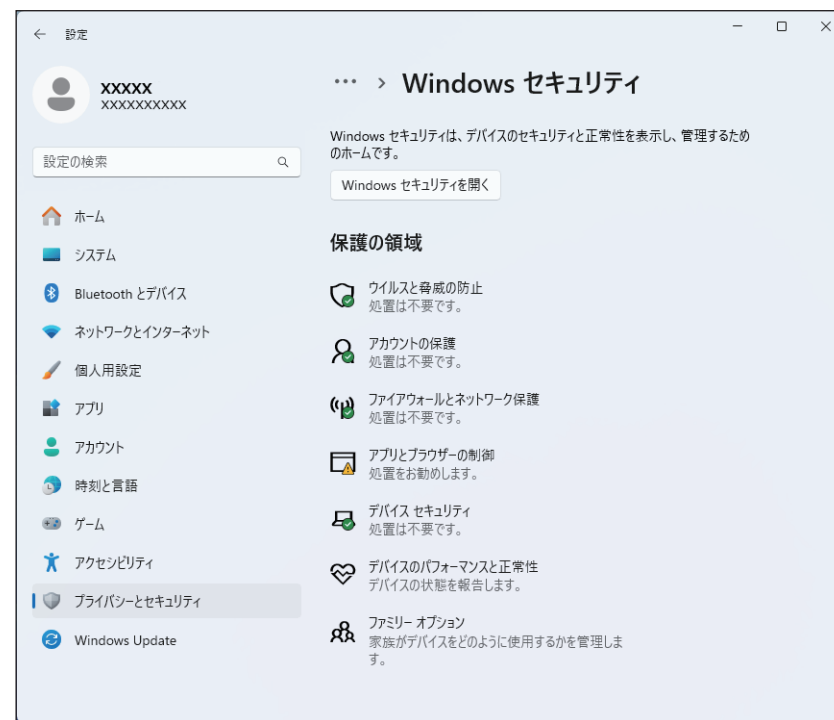 設定
XXXXX
XXXXXXXXXX
設定の検索
ホーム
システム
Bluetooth とデバイス
ネットワークとインターネット
個人用設定
アプリ
アカウント
時刻と言語
ゲーム
アクセシビリティ
プライバシーとセキュリティ
Windows Update
… > Windows セキュリティ
Windows セキュリティは、デバイスのセキュリティと正常性を表示し、管理するため
のホームです。
Windows セキュリティを開く
保護の領域
ウイルスと脅威の防止
処置は不要です。
アカウントの保護
処置は不要です。
ファイアウォールとネットワーク保護
処置は不要です。
アプリとブラウザーの制御
処置をお勧めします。
デバイス セキュリティ
処置は不要です。
デバイスのパフォーマンスと正常性
デバイスの状態を報告します。
ファミリー オプション
家族がデバイスをどのように使用するかを管理しま
す。